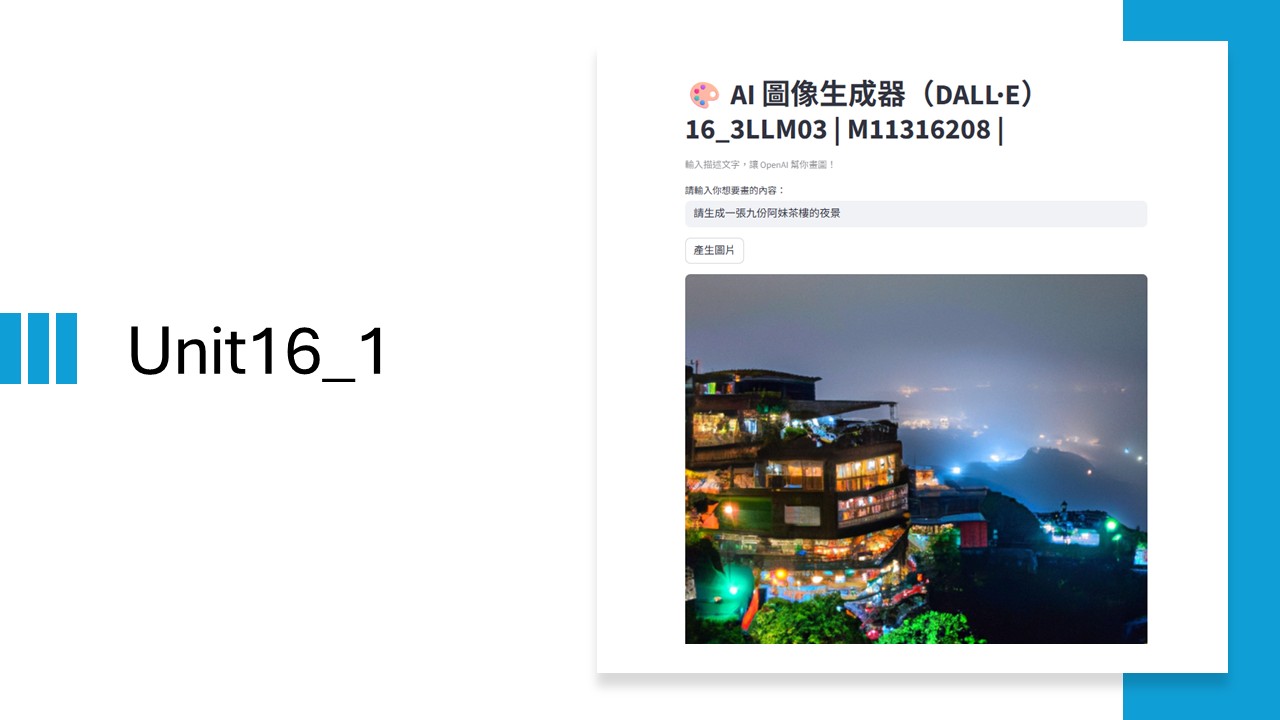 Unit16_1
🎨 AI 圖像生成器（DALL·E）
16_3LLM03 | M11316208 |
輸入描述文字，讓 OpenAI 幫你畫圖！
請輸入你想要畫的內容：
請生成一張九份阿妹茶樓的夜景
產生圖片